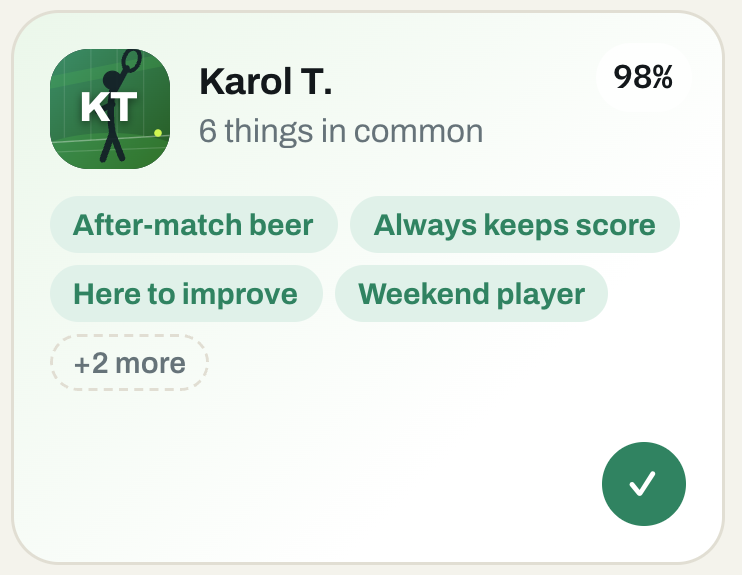 KT
Karol T.
98%
6 things in common
After-match beer
Always keeps score
Here to improve
Weekend player
+2 more